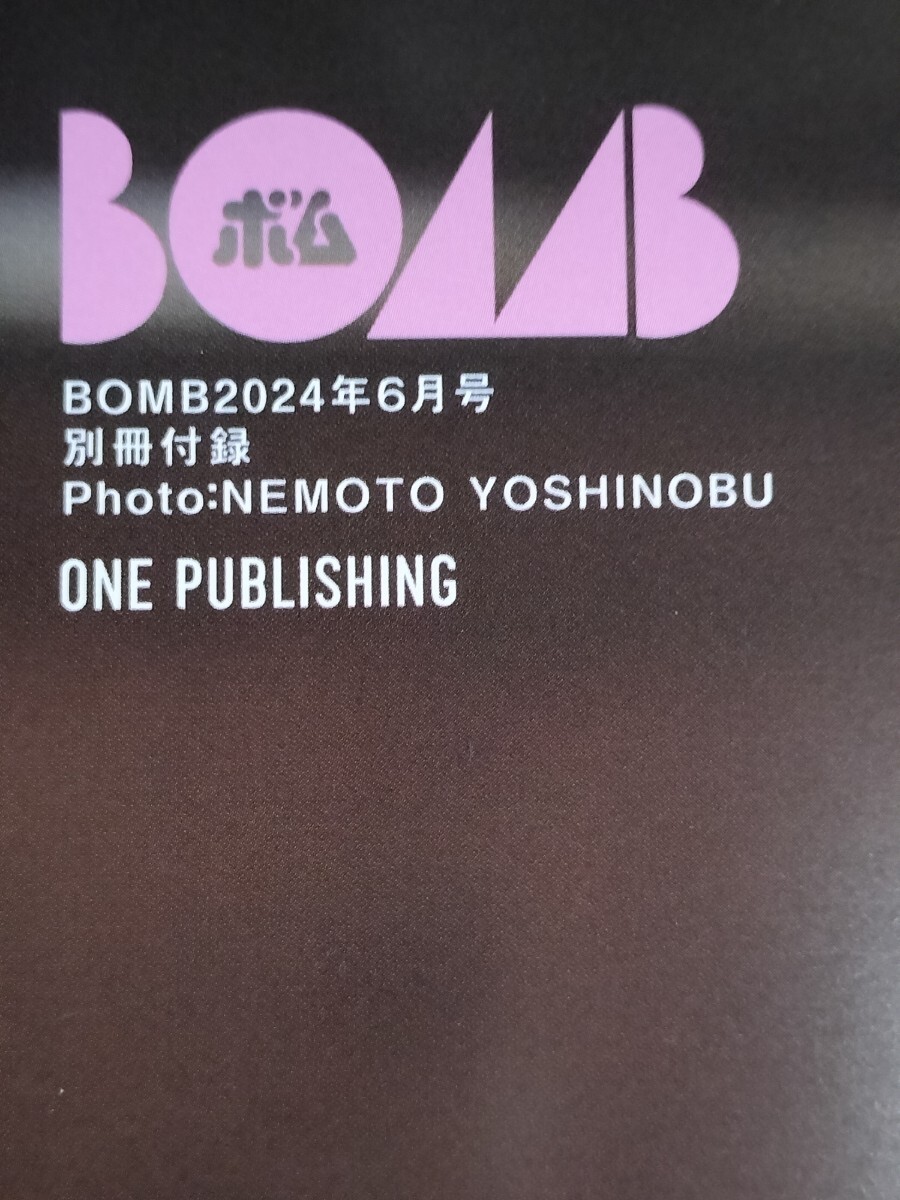 BOMB
ボム
BOMB2024年6月号
別冊付録
Photo:NEMOTO YOSHINOBU
ONE PUBLISHING